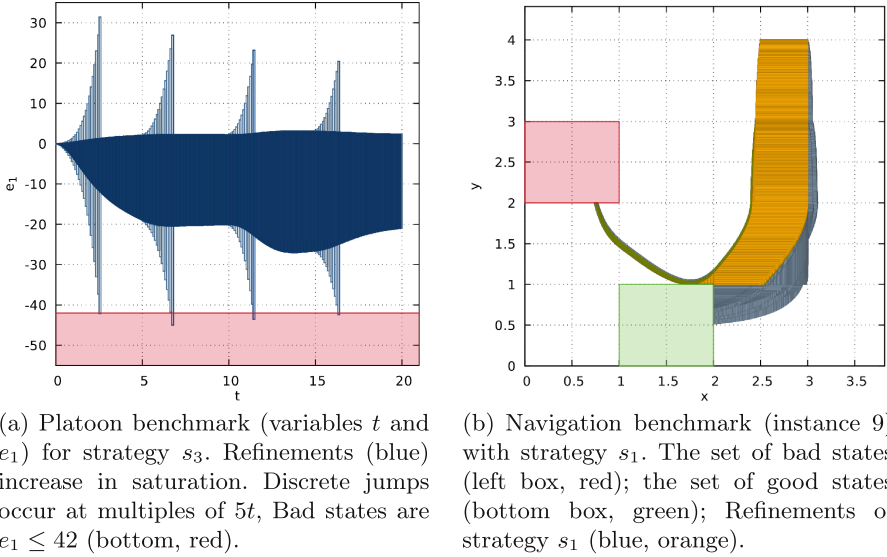 30
20
10
0
-10
-20
-30
-40
-50
e1
0 5 10 15 20
t
4
3.5
3
2.5
2
1.5
1
0.5
0
y
0 0.5 1 1.5 2 2.5 3 3.5
x
(a) Platoon benchmark (variables t and
e1) for strategy s3. Refinements (blue)
increase in saturation. Discrete jumps
occur at multiples of 5t, Bad states are
e1 ≤ 42 (bottom, red).
(b) Navigation benchmark (instance 9)
with strategy s1. The set of bad states
(left box, red); the set of good states
(bottom box, green); Refinements o
strategy s1 (blue, orange).